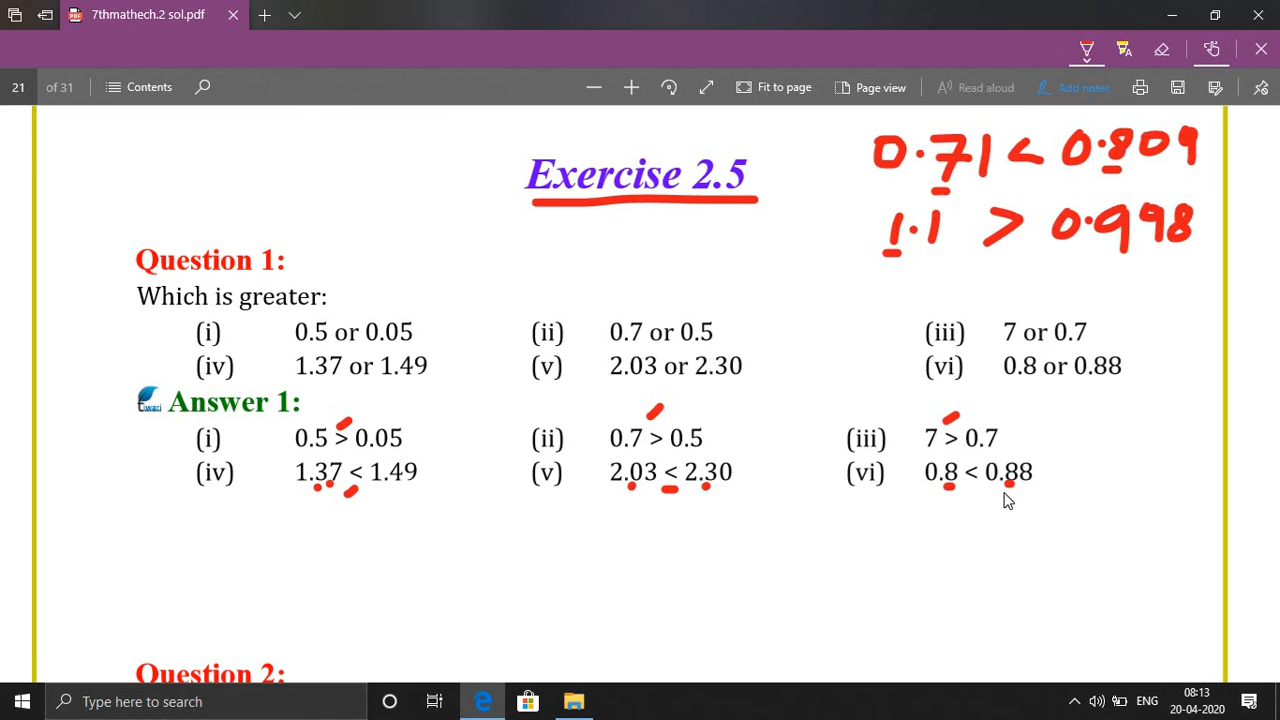 7thmathech.2 sol.pdf
21 of 31 Contents Fit to page Page view Read aloud Add notes
0.71 < 0.809
Exercise 2.5
1.1 > 0.998
Question 1:
Which is greater:
(i) 0.5 or 0.05 (ii) 0.7 or 0.5 (iii) 7 or 0.7
(iv) 1.37 or 1.49 (v) 2.03 or 2.30 (vi) 0.8 or 0.88
Answer 1:
(i) 0.5 > 0.05 (ii) 0.7 > 0.5 (iii) 7 > 0.7
(iv) 1.37 < 1.49 (v) 2.03 < 2.30 (vi) 0.8 < 0.88
Question 2:
Type here to search ENG 08:13
20-04-2020